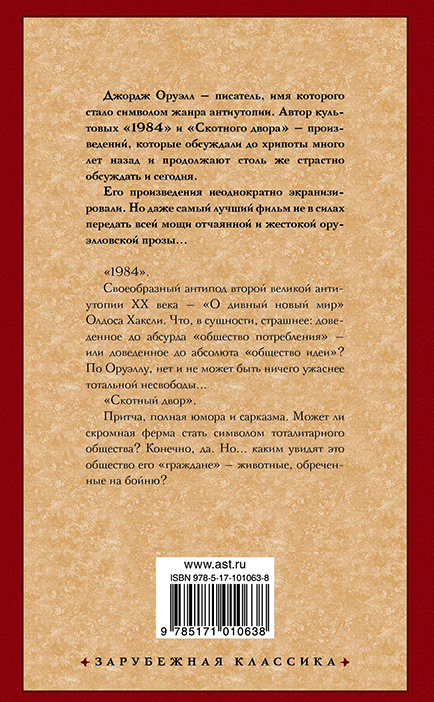 Джордж Оруэлл – писатель, имя которого
стало символом жанра антиутопии. Автор куль-
товых «1984» и «Скотного двора» – произ-
ведений, которые обсуждали до хрипоты много
лет назад и продолжают столь же страстно
обсуждать и сегодня.
Его произведения неоднократно экранизи-
ровали. Но даже самый лучший фильм не в силах
передать всей мощи отчаянной и жестокой ору-
элловской прозы...
«1984».
Своеобразный антипод второй великой анти-
утопии XX века – «О дивный новый мир»
Олдоса Хаксли. Что, в сущности, страшнее: дове-
денное до абсурда «общество потребления» –
или доведенное до абсолюта «общество идеи»?
По Оруэллу, нет и не может быть ничего ужаснее
тотальной несвободы...
«Скотный двор».
Притча, полная юмора и сарказма. Может ли
скромная ферма стать символом тоталитарного
общества? Конечно, да. Но... каким увидят это
общество его «граждане» – животные, обречен-
ные на бойню?
www.ast.ru
ISBN 978-5-17-101063-8
9 785171 010638
ЗАРУБЕЖНАЯ КЛАССИКА